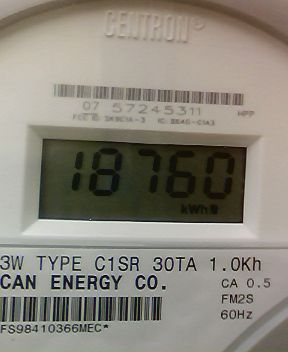 CENTRON®
07 57245311 HPP
18760
kWh
3W TYPE C1SR 30TA 1.0Kh
CAN ENERGY CO. CA 0.5
FM2S
60Hz
FS98410366MEC*